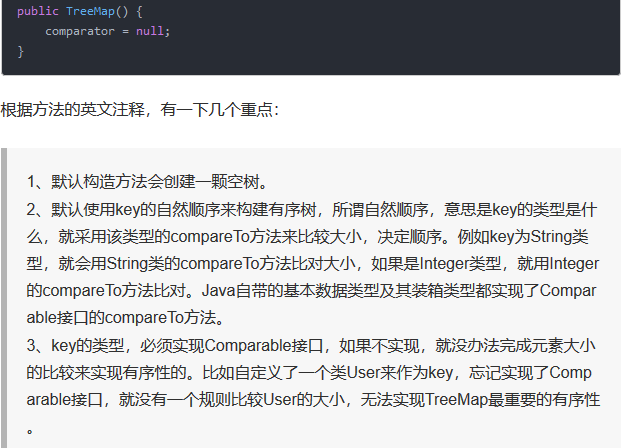 public TreeMap() {
comparator = null;
}
根据方法的英文注释，有一下几个重点：
1、默认构造方法会创建一颗空树。
2、默认使用key的自然顺序来构建有序树，所谓自然顺序，意思是key的类型是什
么，就采用该类型的compareTo方法来比较大小，决定顺序。例如key为String类
型，就会用String类的compareTo方法比对大小，如果是Integer类型，就用Integer
的compareTo方法比对。Java自带的基本数据类型及其装箱类型都实现了Compar
able接口的compareTo方法。
3、key的类型，必须实现Comparable接口，如果不实现，就没办法完成元素大小
的比较来实现有序性的。比如自定义了一个类User来作为key，忘记实现了Comp
arable接口，就没有一个规则比较User的大小，无法实现TreeMap最重要的有序性
。